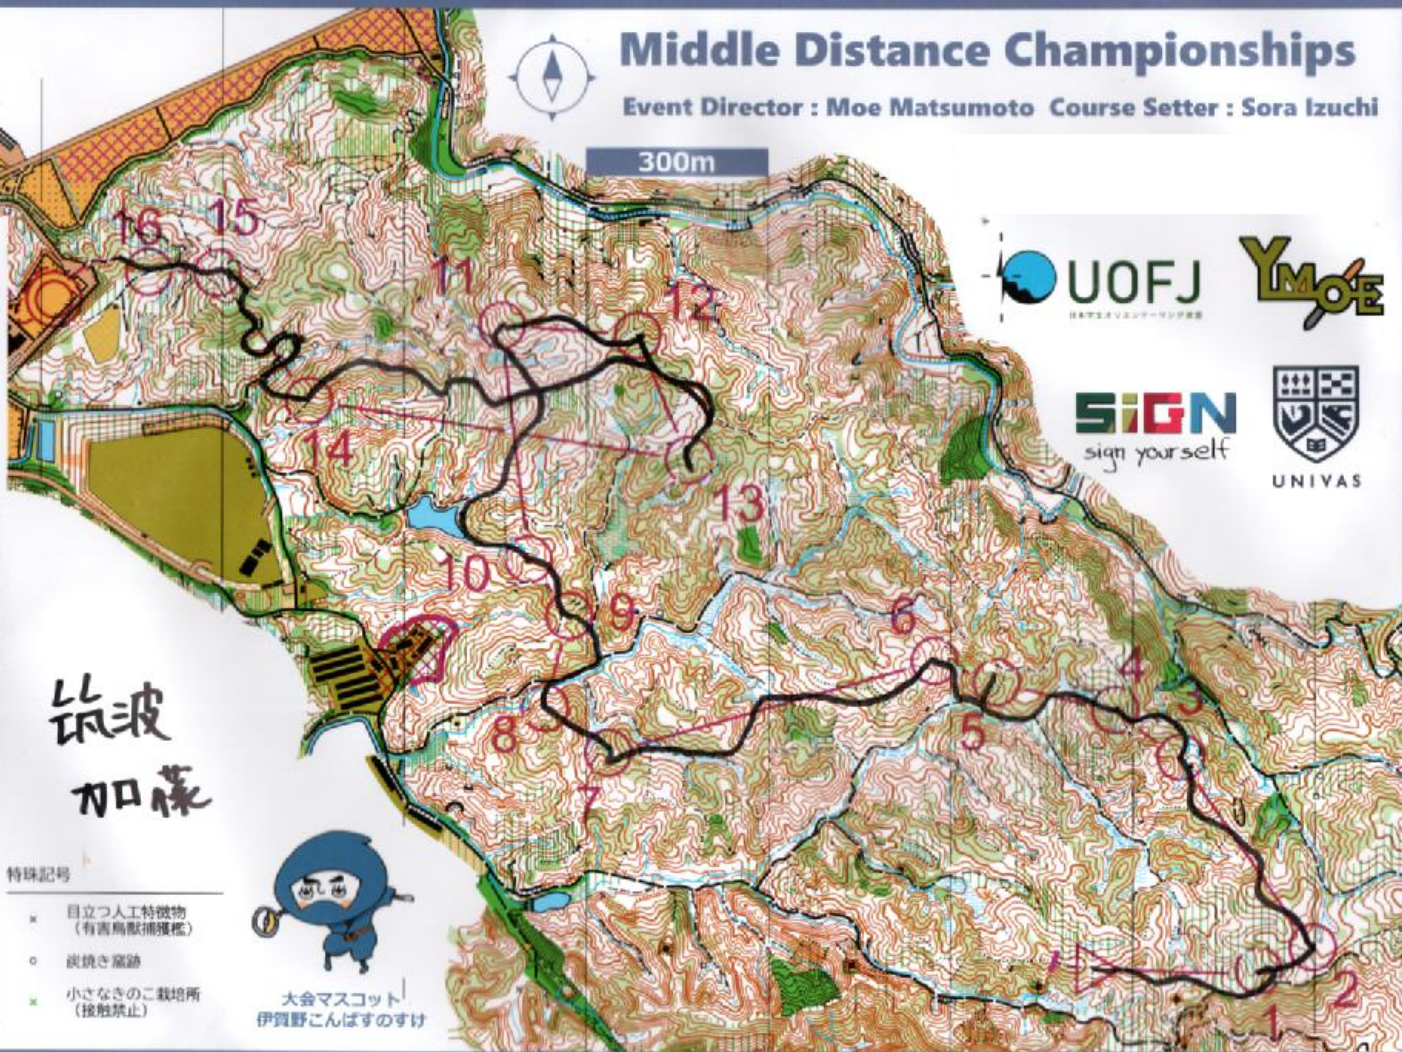 Middle Distance Championships
Event Director : Moe Matsumoto Course Setter : Sora Izuchi
300m
UOFJ
日本学生オリエンテーリング連盟
YMOE
SiGN
sign yourself
UNIVAS
16
15
11
12
14
13
10
9
6
4
3
8
5
7
2
1
筑波
加藤
特殊記号
× 目立つ人工特徴物
（有害鳥獣捕獲檻）
○ 炭焼き窯跡
× 小さなきのこ栽培所
（接触禁止）
大会マスコット
伊賀野こんぱすのすけ